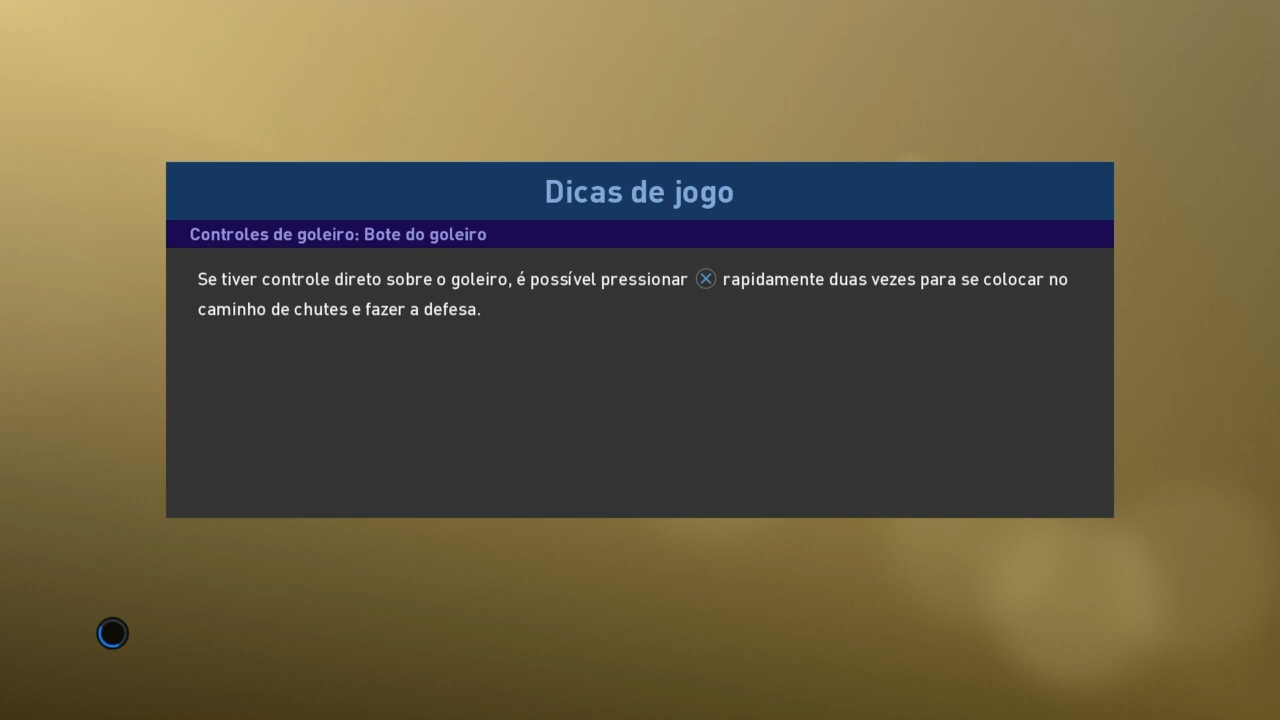 Dicas de jogo
Controles de goleiro: Bote do goleiro
Se tiver controle direto sobre o goleiro, é possível pressionar rapidamente duas vezes para se colocar no
caminho de chutes e fazer a defesa.